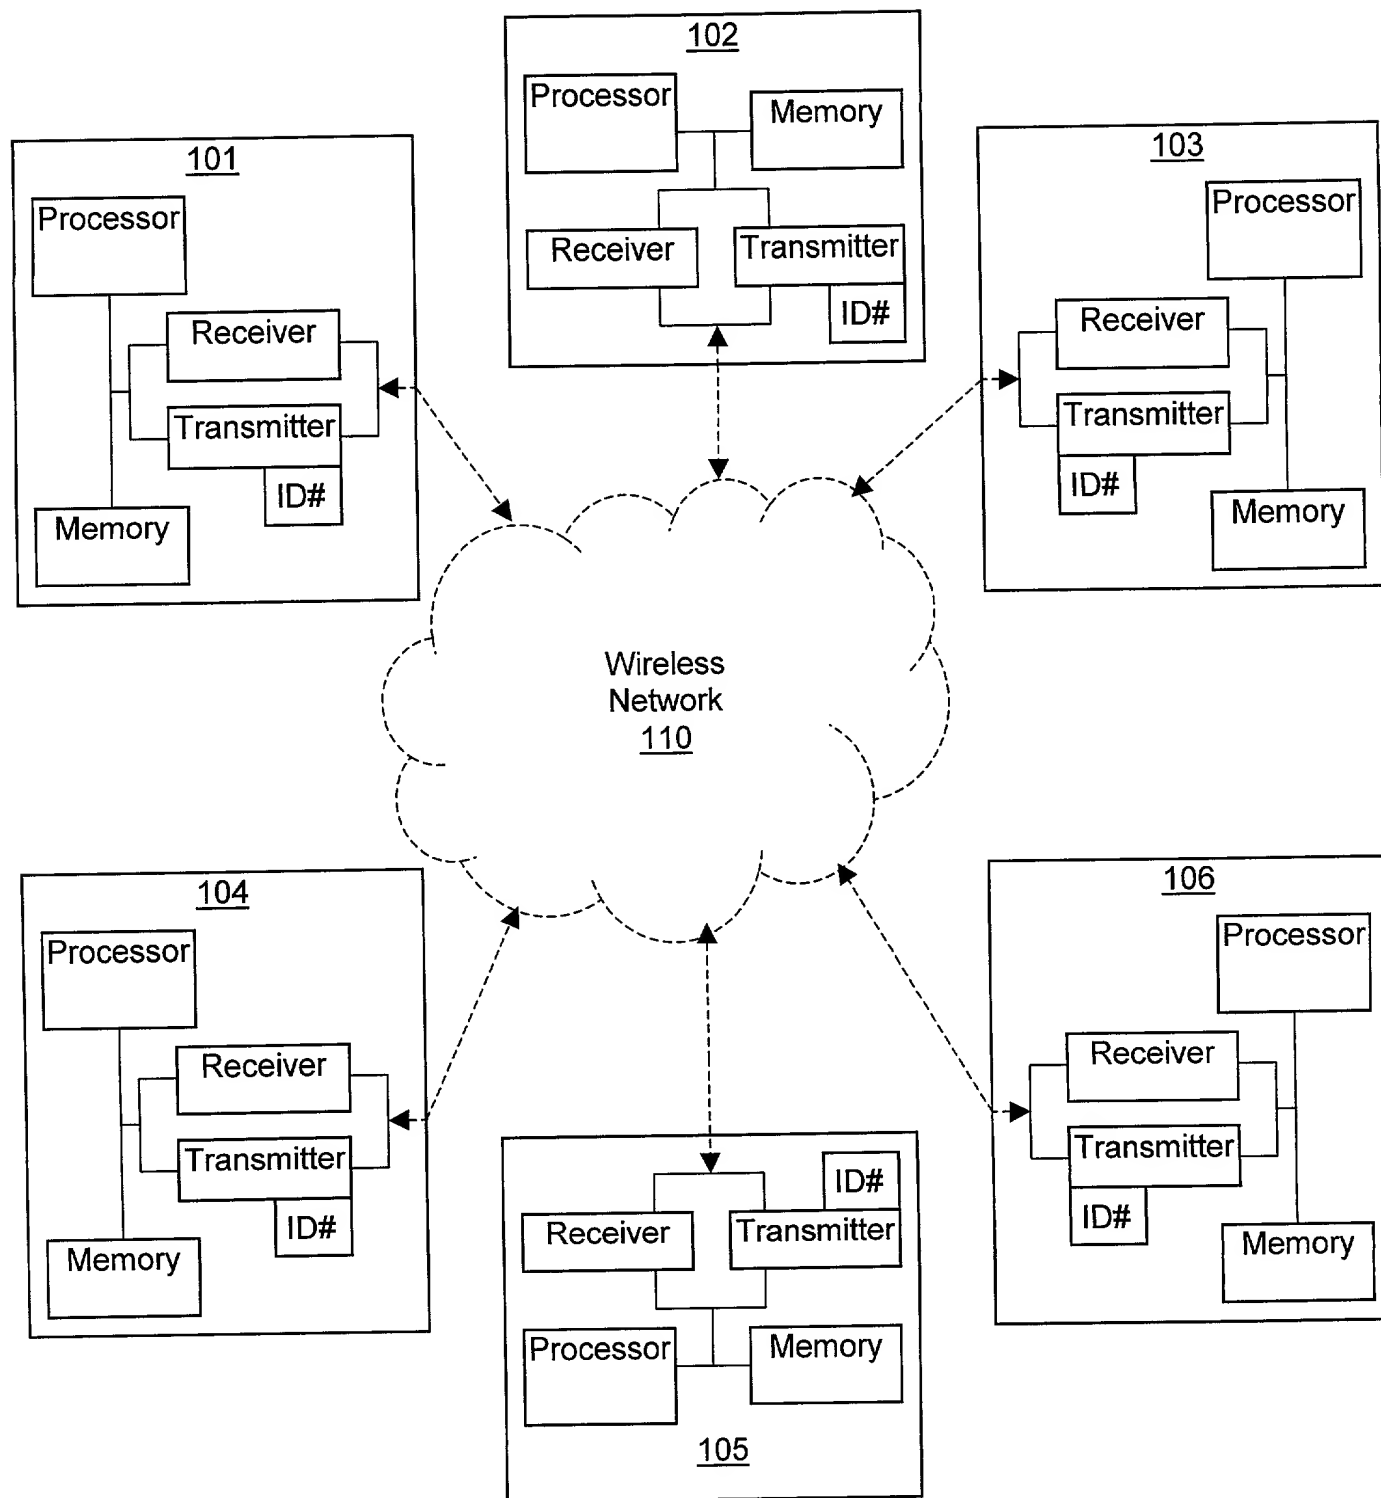 102
Processor
Memory
Receiver
Transmitter
ID#
101
Processor
Receiver
Transmitter
ID#
Memory
103
Processor
Receiver
Transmitter
ID#
Memory
Wireless
Network
110
104
Processor
Receiver
Transmitter
ID#
Memory
ID#
Receiver
Transmitter
Processor
Memory
105
106
Processor
Receiver
Transmitter
ID#
Memory